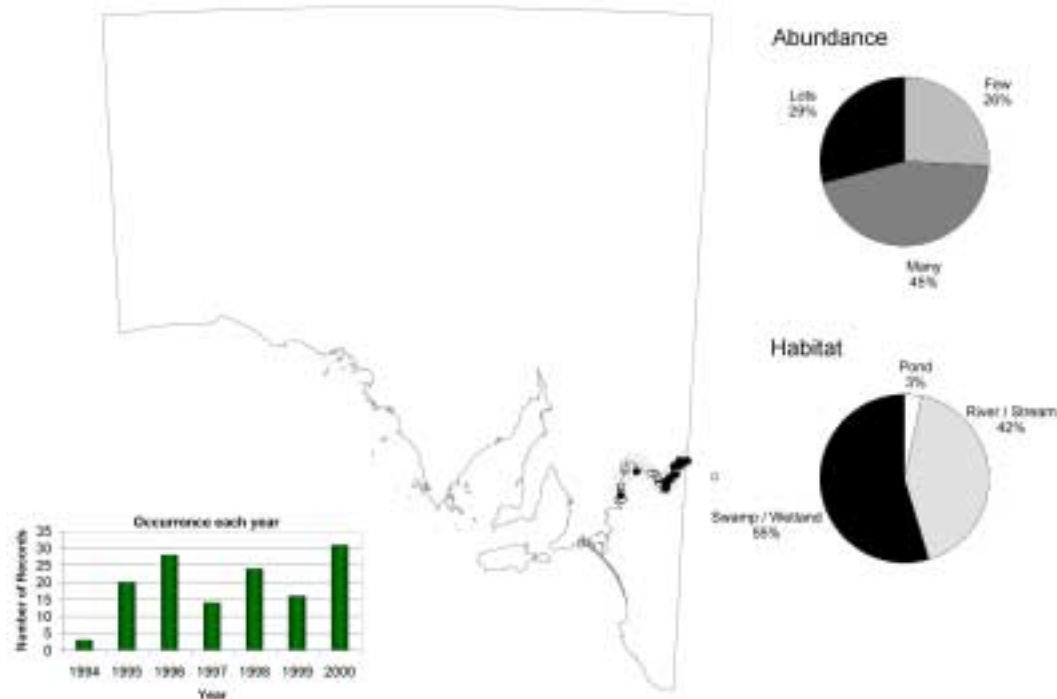 Abundance
Lots
29%
Few
26%
Many
45%
Habitat
Pond
3%
River / Stream
42%
Swamp / Wetland
55%
Occurrence each year
Number of Records
35
30
25
20
15
10
5
0
1994 1995 1996 1997 1998 1999 2000
Year